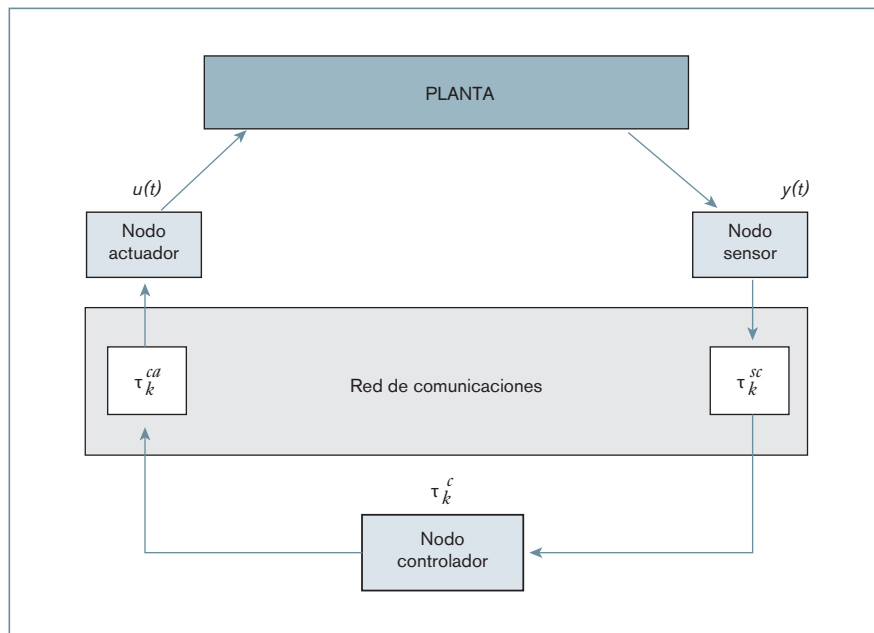 PLANTA
u(t)
y(t)
Nodo
actuador
Nodo
sensor
τ_k^{ca}
Red de comunicaciones
τ_k^{sc}
τ_k^{c}
Nodo
controlador